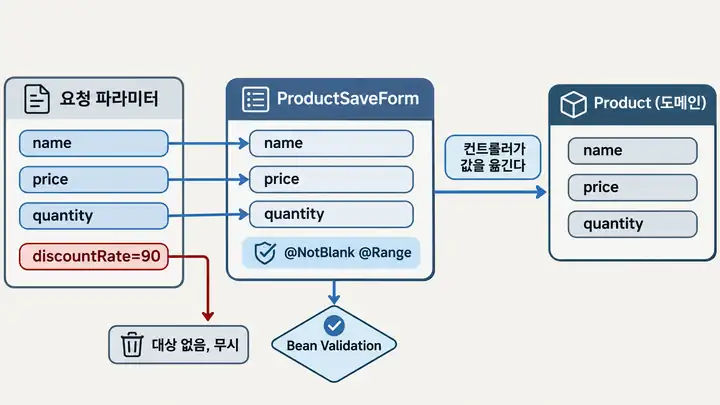 요청 파라미터
name
price
quantity
discountRate=90
대상 없음, 무시
ProductSaveForm
name
price
quantity
@NotBlank @Range
Bean Validation
컨트롤러가
값을 옮긴다
Product (도메인)
name
price
quantity